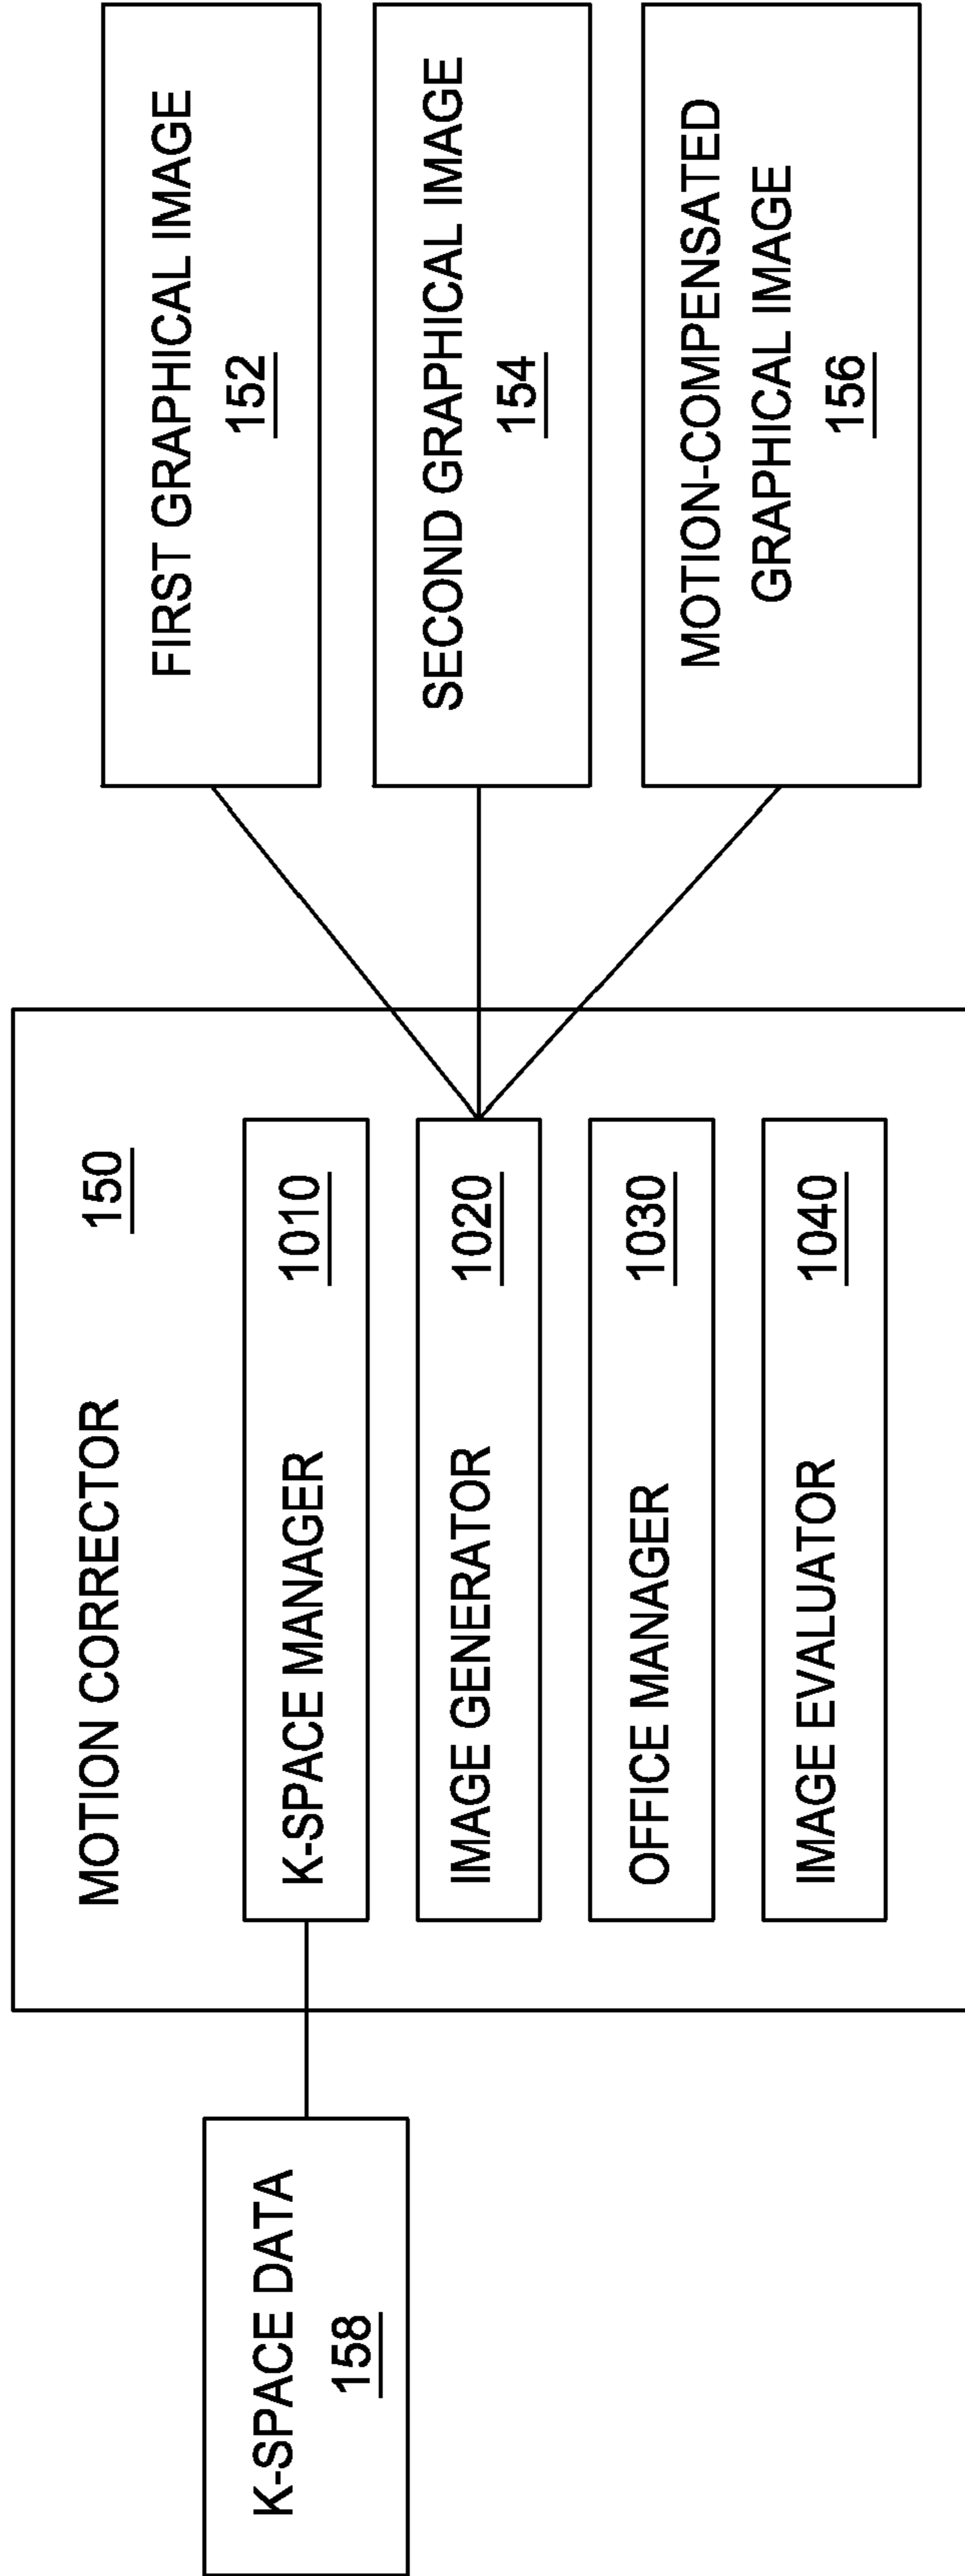 K-SPACE DATA
158
MOTION CORRECTOR
150
K-SPACE MANAGER
1010
IMAGE GENERATOR
1020
OFFICE MANAGER
1030
IMAGE EVALUATOR
1040
FIRST GRAPHICAL IMAGE
152
SECOND GRAPHICAL IMAGE
154
MOTION-COMPENSATED
GRAPHICAL IMAGE
156